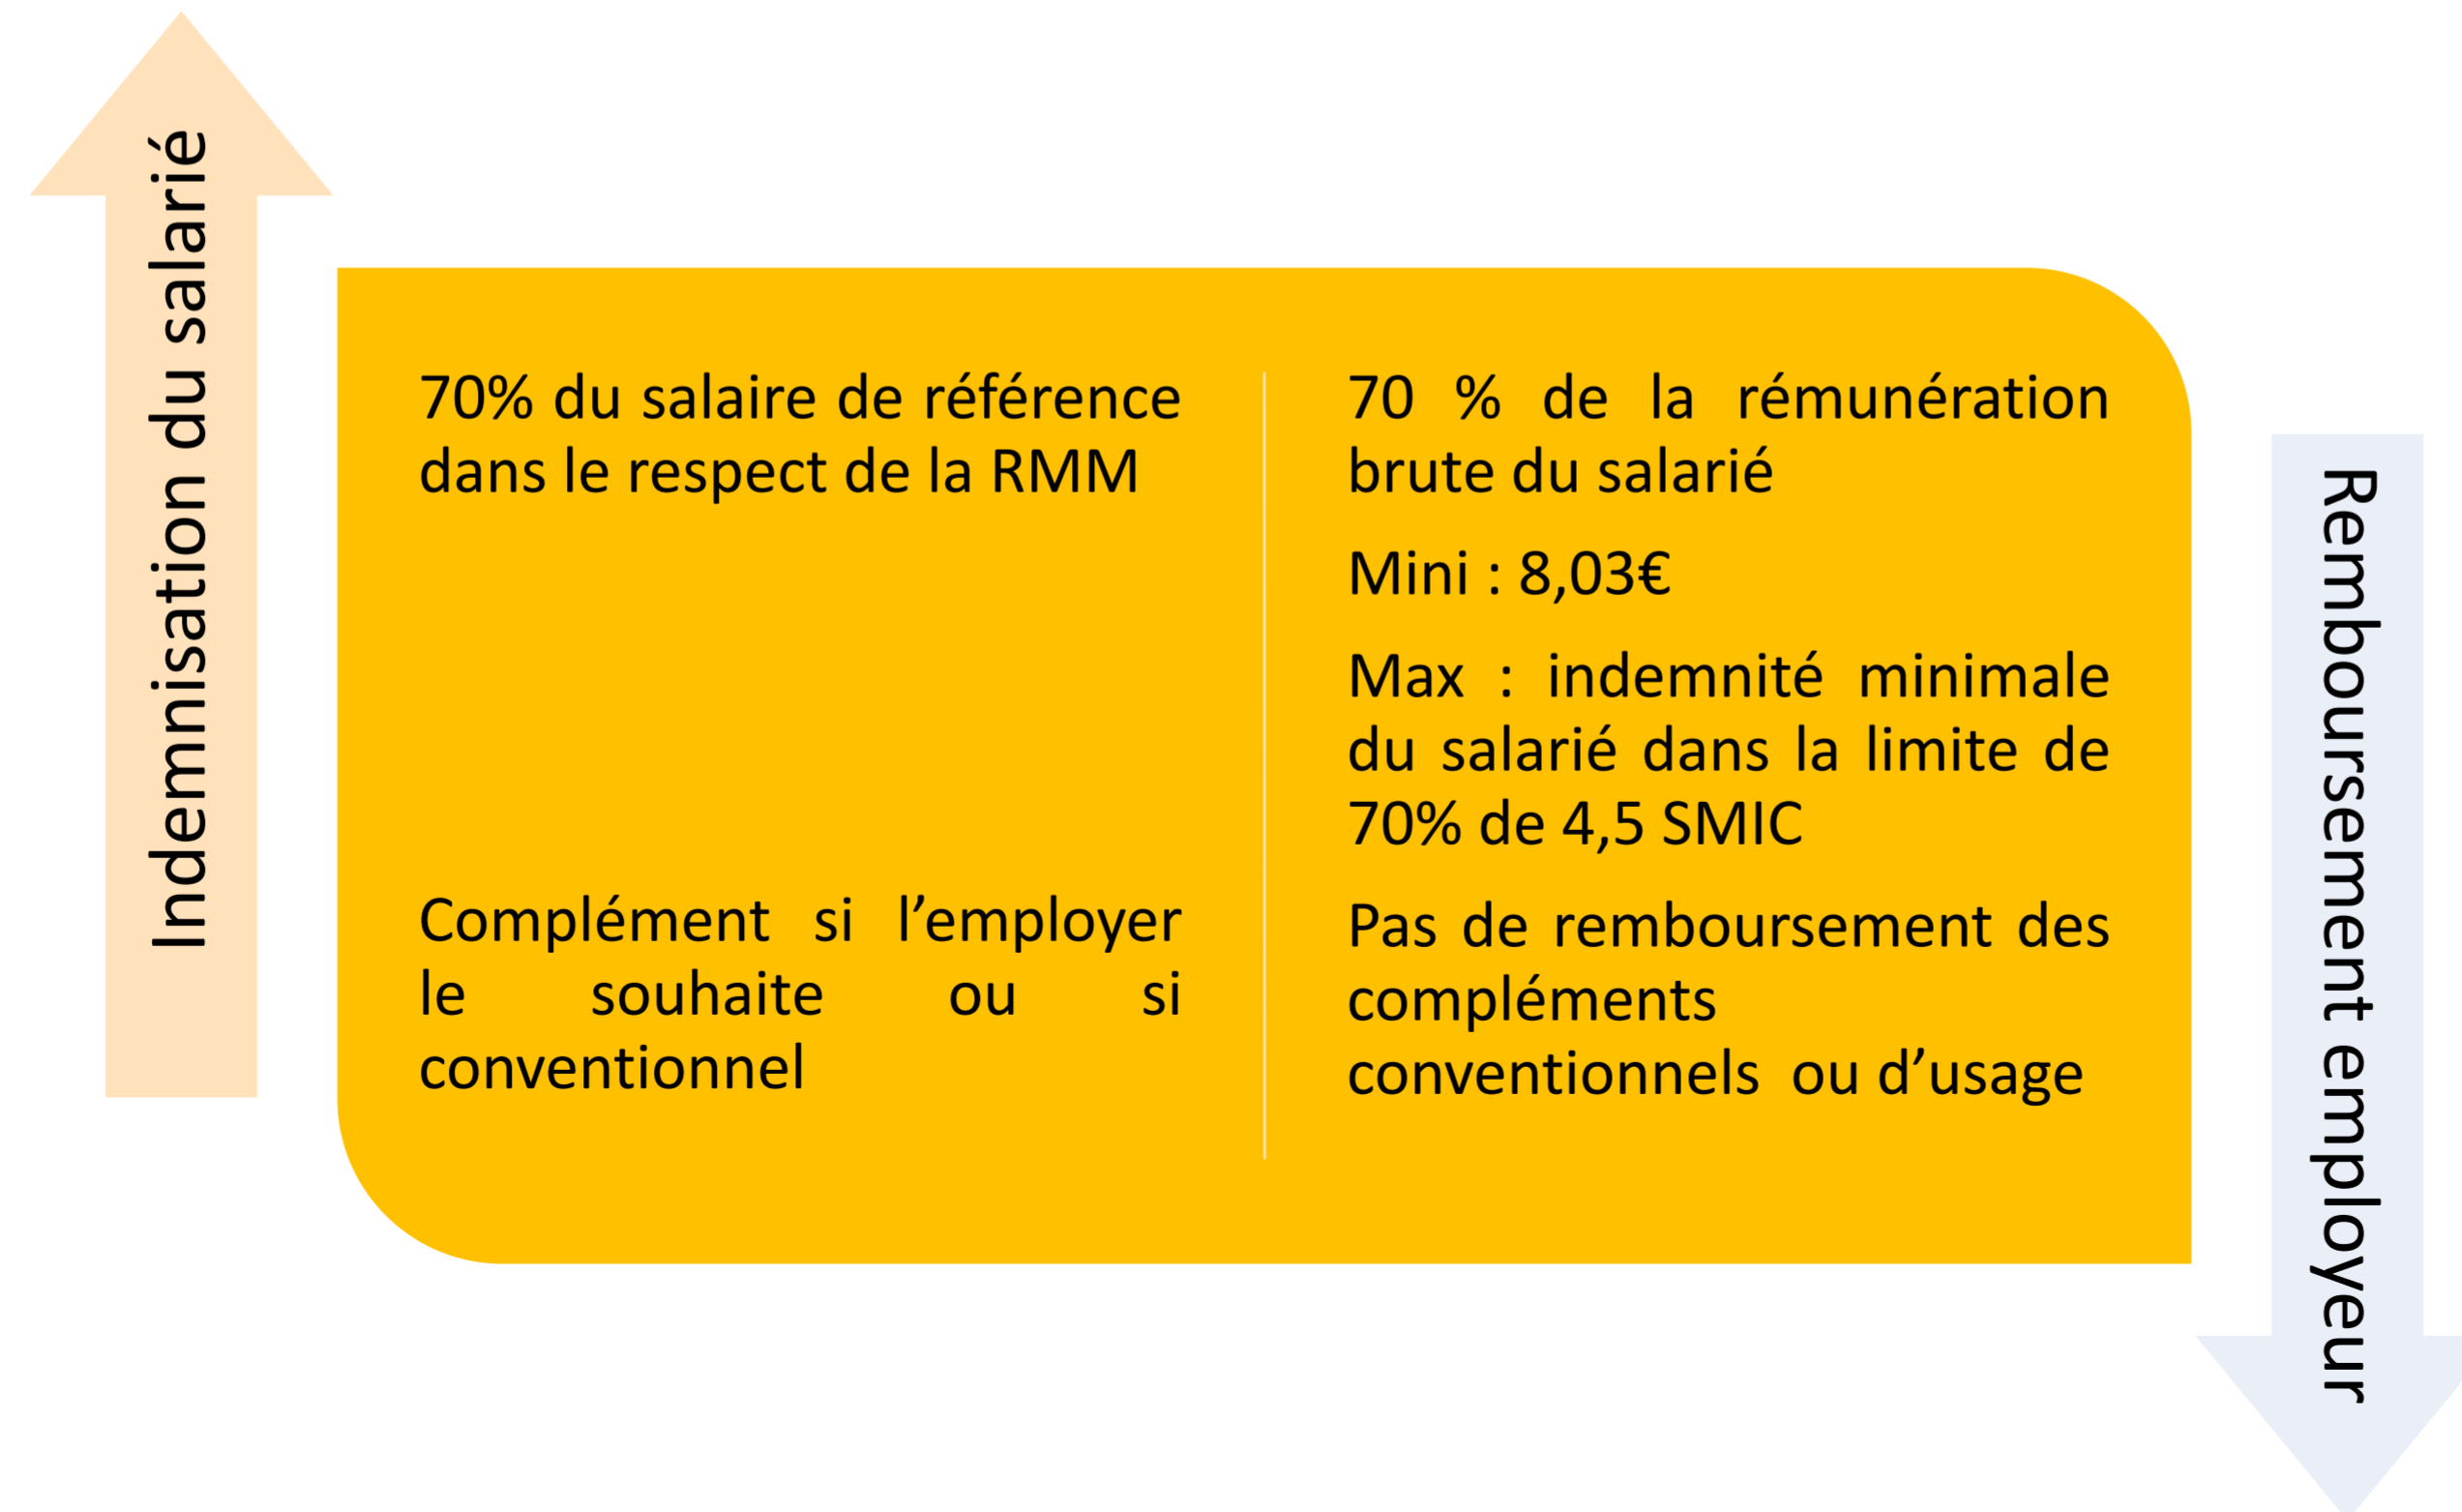 Indemnisation du salarié
70% du salaire de référence
dans le respect de la RMM
Complément si l’employer
le souhaite ou si
conventionnel
70 % de la rémunération
brute du salarié
Mini : 8,03€
Max : indemnité minimale
du salarié dans la limite de
70% de 4,5 SMIC
Pas de remboursement des
compléments
conventionnels ou d’usage
Remboursement employeur